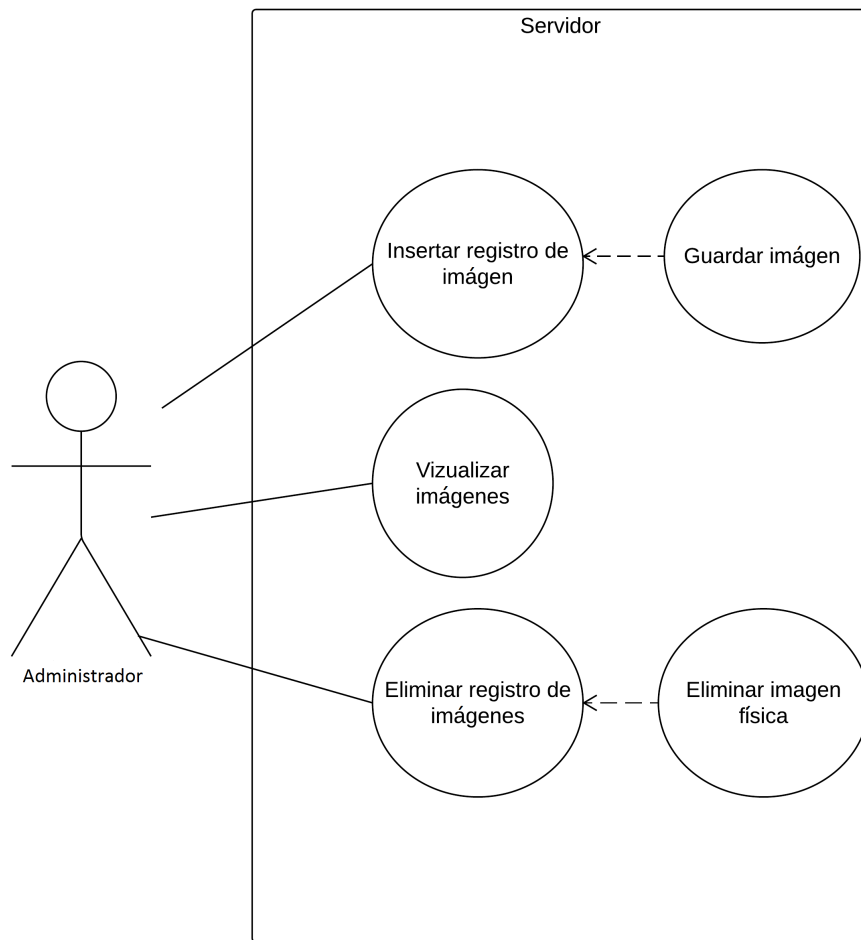 Servidor
Insertar registro de
imágen
Guardar imágen
Vizualizar
imágenes
Eliminar registro de
imágenes
Eliminar imagen
física
Administrador